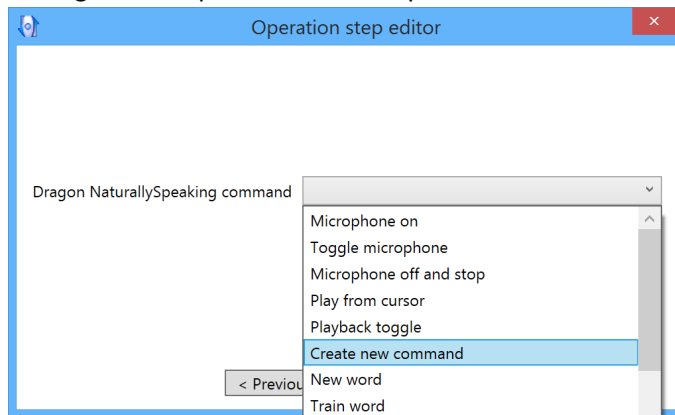 Operation step editor
Dragon NaturallySpeaking command
Microphone on
Toggle microphone
Microphone off and stop
Play from cursor
Playback toggle
Create new command
New word
Train word
< Previou